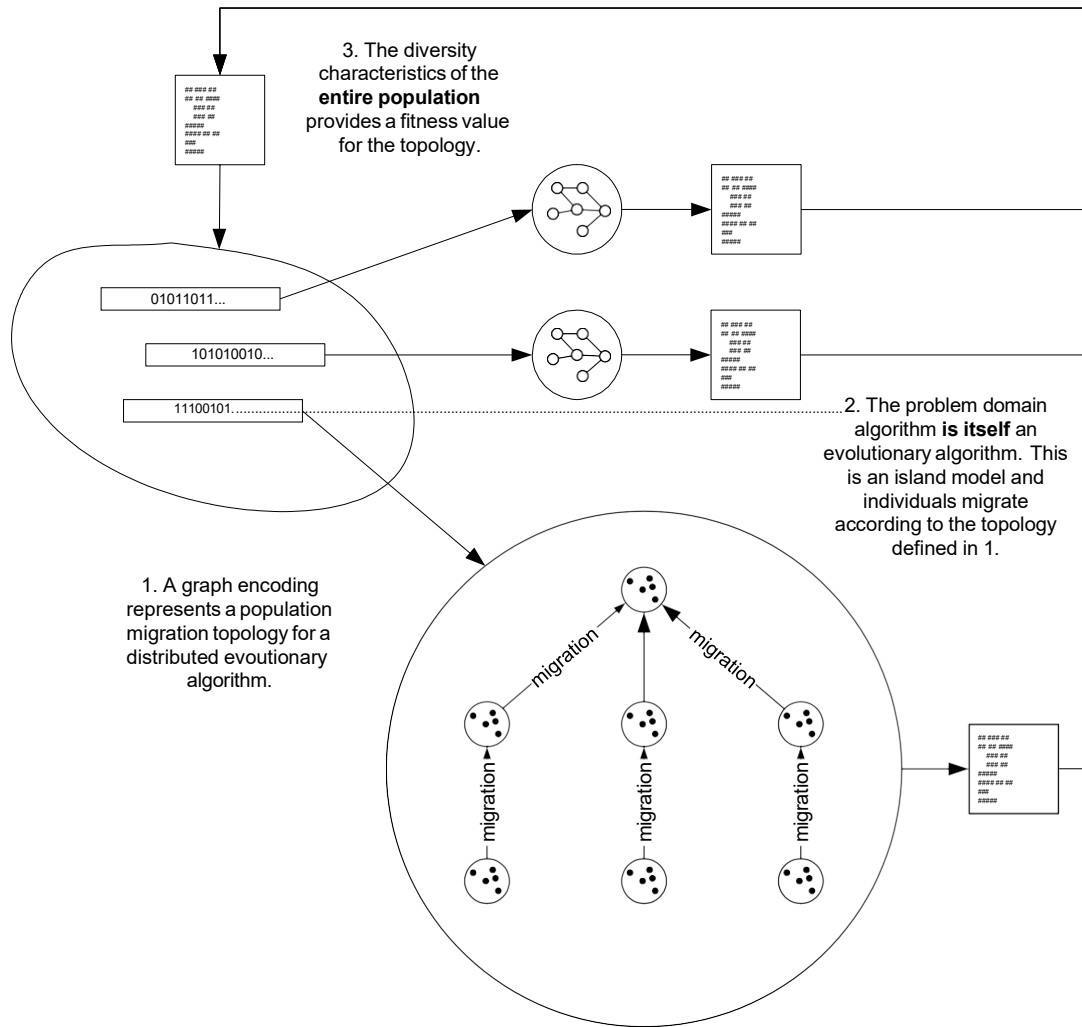 3. The diversity
characteristics of the
entire population
provides a fitness value
for the topology.
## ### ##
## ## ####
### ##
### ##
#####
#### ## ##
###
#####
## ### ##
## ## ####
### ##
### ##
#####
#### ## ##
###
#####
01011011...
101010010...
11100101...
## ### ##
## ## ####
### ##
### ##
#####
#### ## ##
###
#####
2. The problem domain
algorithm is itself an
evolutionary algorithm. This
is an island model and
individuals migrate
according to the topology
defined in 1.
1. A graph encoding
represents a population
migration topology for a
distributed evoutionary
algorithm.
migration
migration
migration
migration
migration
## ### ##
## ## ####
### ##
### ##
#####
#### ## ##
###
#####